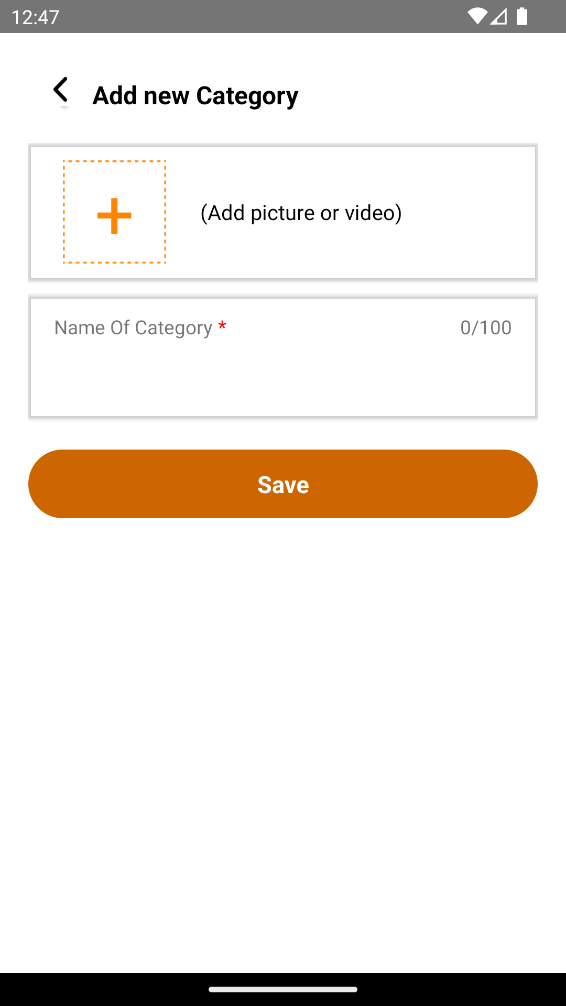 12:47
Add new Category
(Add picture or video)
Name Of Category *
0/100
Save